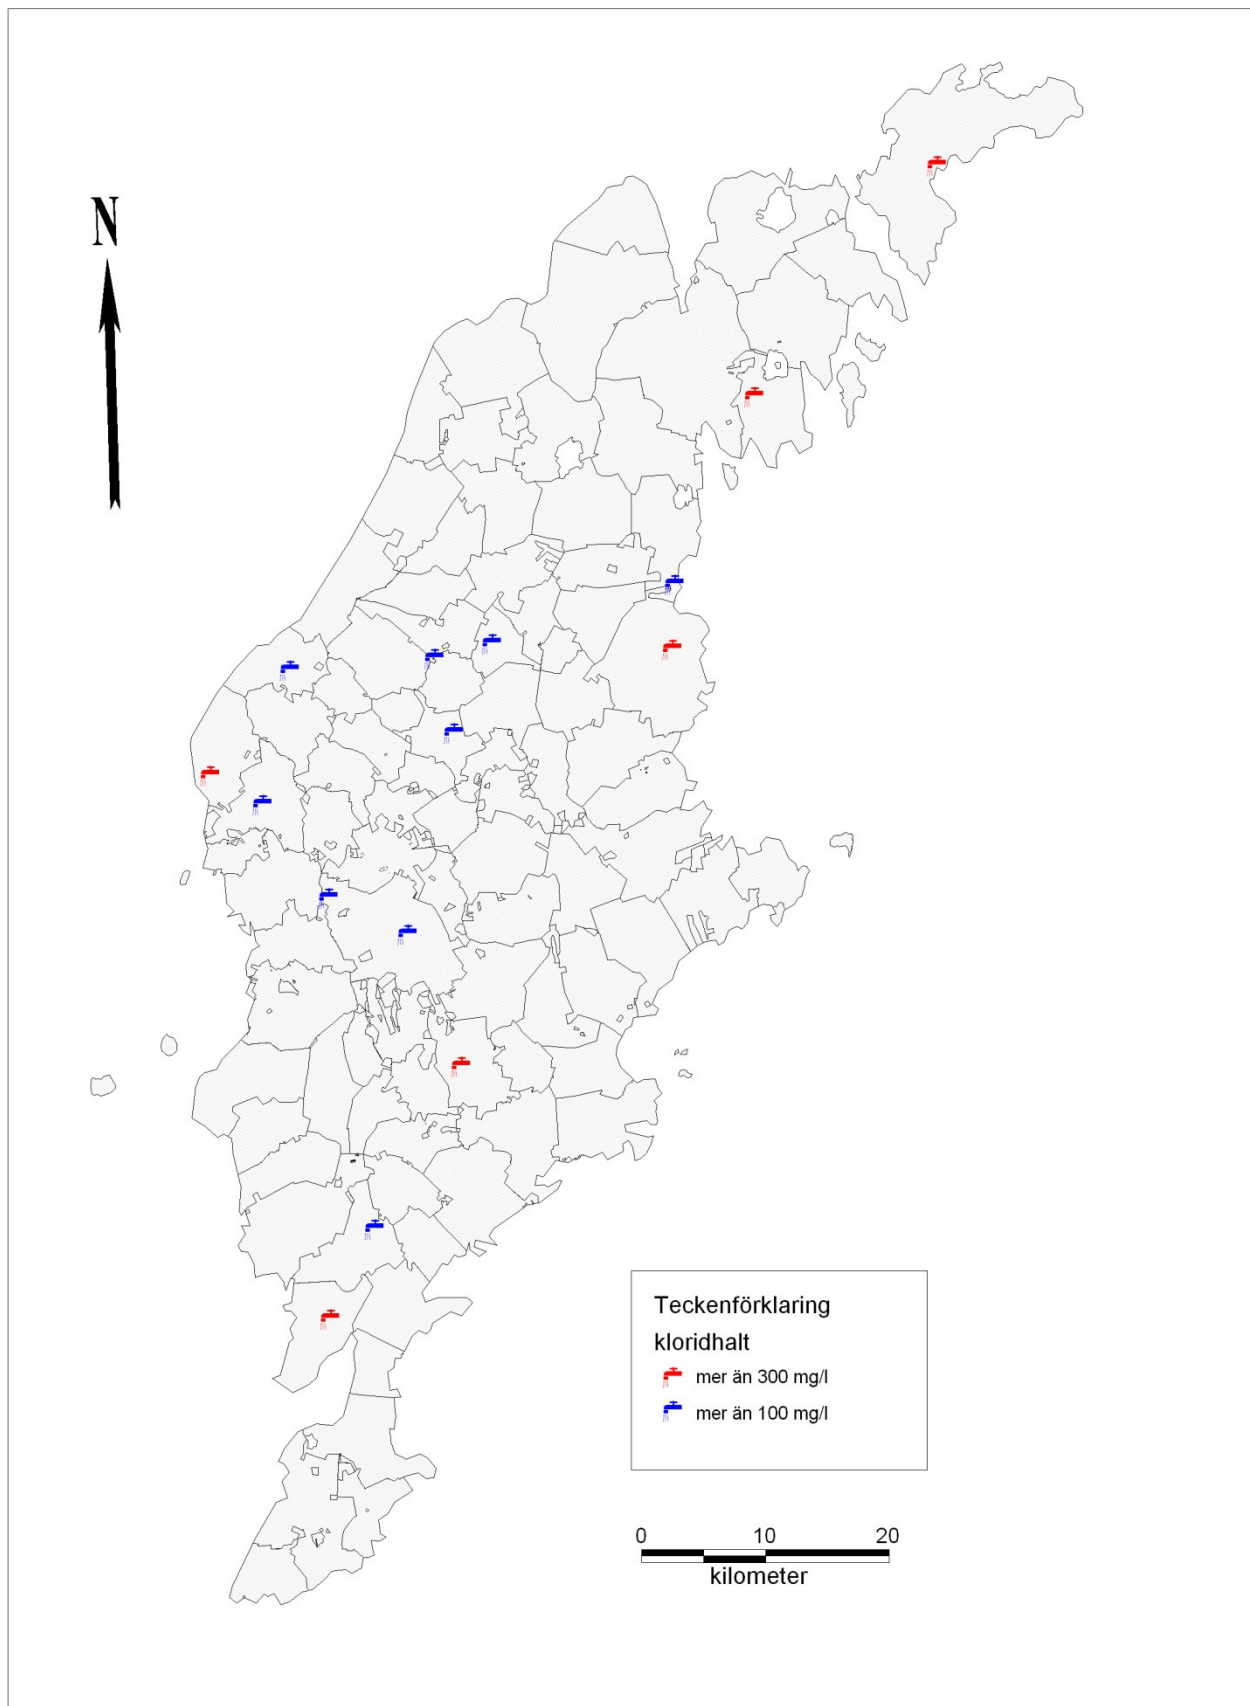 N
Teckenförklaring
kloridhalt
mer än 300 mg/l
mer än 100 mg/l
0 10 20
kilometer